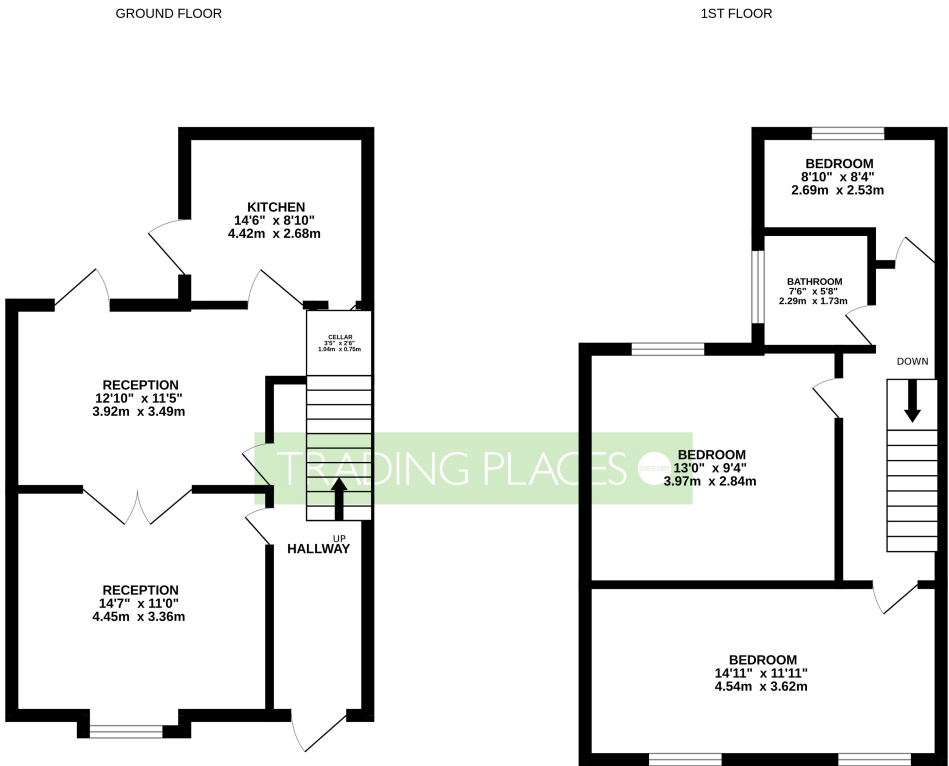 GROUND FLOOR
1ST FLOOR
KITCHEN
14'6" x 8'10"
4.42m x 2.68m
CELLAR
3'5" x 2'6"
1.04m x 0.75m
RECEPTION
12'10" x 11'5"
3.92m x 3.49m
UP
HALLWAY
RECEPTION
14'7" x 11'0"
4.45m x 3.36m
BEDROOM
8'10" x 8'4"
2.69m x 2.53m
BATHROOM
7'6" x 5'8"
2.29m x 1.73m
DOWN
BEDROOM
13'0" x 9'4"
3.97m x 2.84m
BEDROOM
14'11" x 11'11"
4.54m x 3.62m
TRADING PLACES